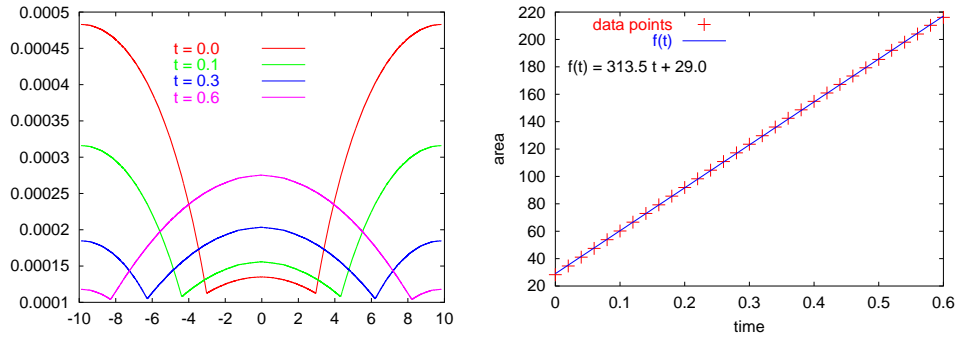 0.0005
0.00045
0.0004
0.00035
0.0003
0.00025
0.0002
0.00015
0.0001
-10 -8 -6 -4 -2 0 2 4 6 8 10
t = 0.0
t = 0.1
t = 0.3
t = 0.6
220
200
180
160
140
120
100
80
60
40
20
0 0.1 0.2 0.3 0.4 0.5 0.6
area
time
data points
f(t)
f(t) = 313.5 t + 29.0